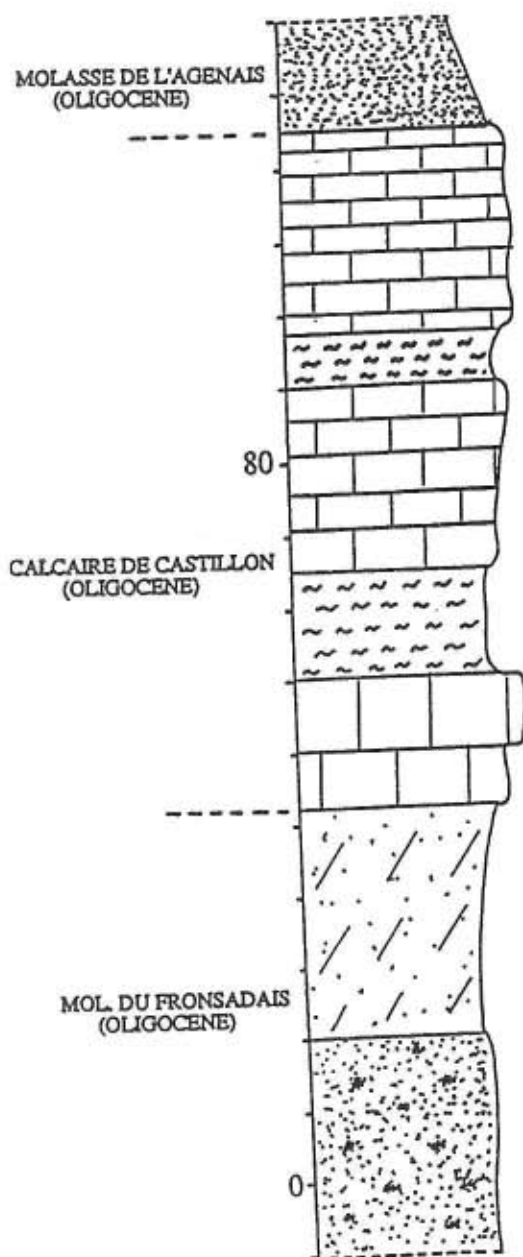 MOLASSE DE L'AGENAIS
(OLIGOCENE)
80
CALCAIRE DE CASTILLON
(OLIGOCENE)
MOL. DU FRONSADAIS
(OLIGOCENE)
0